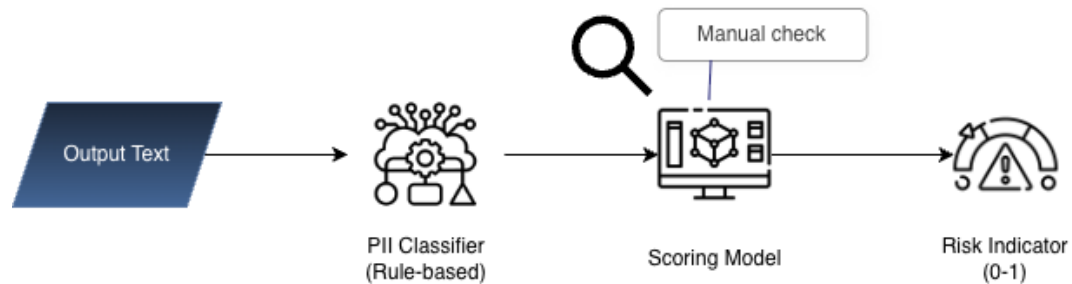 Manual check
Output Text
PII Classifier
(Rule-based)
Scoring Model
Risk Indicator
(0-1)